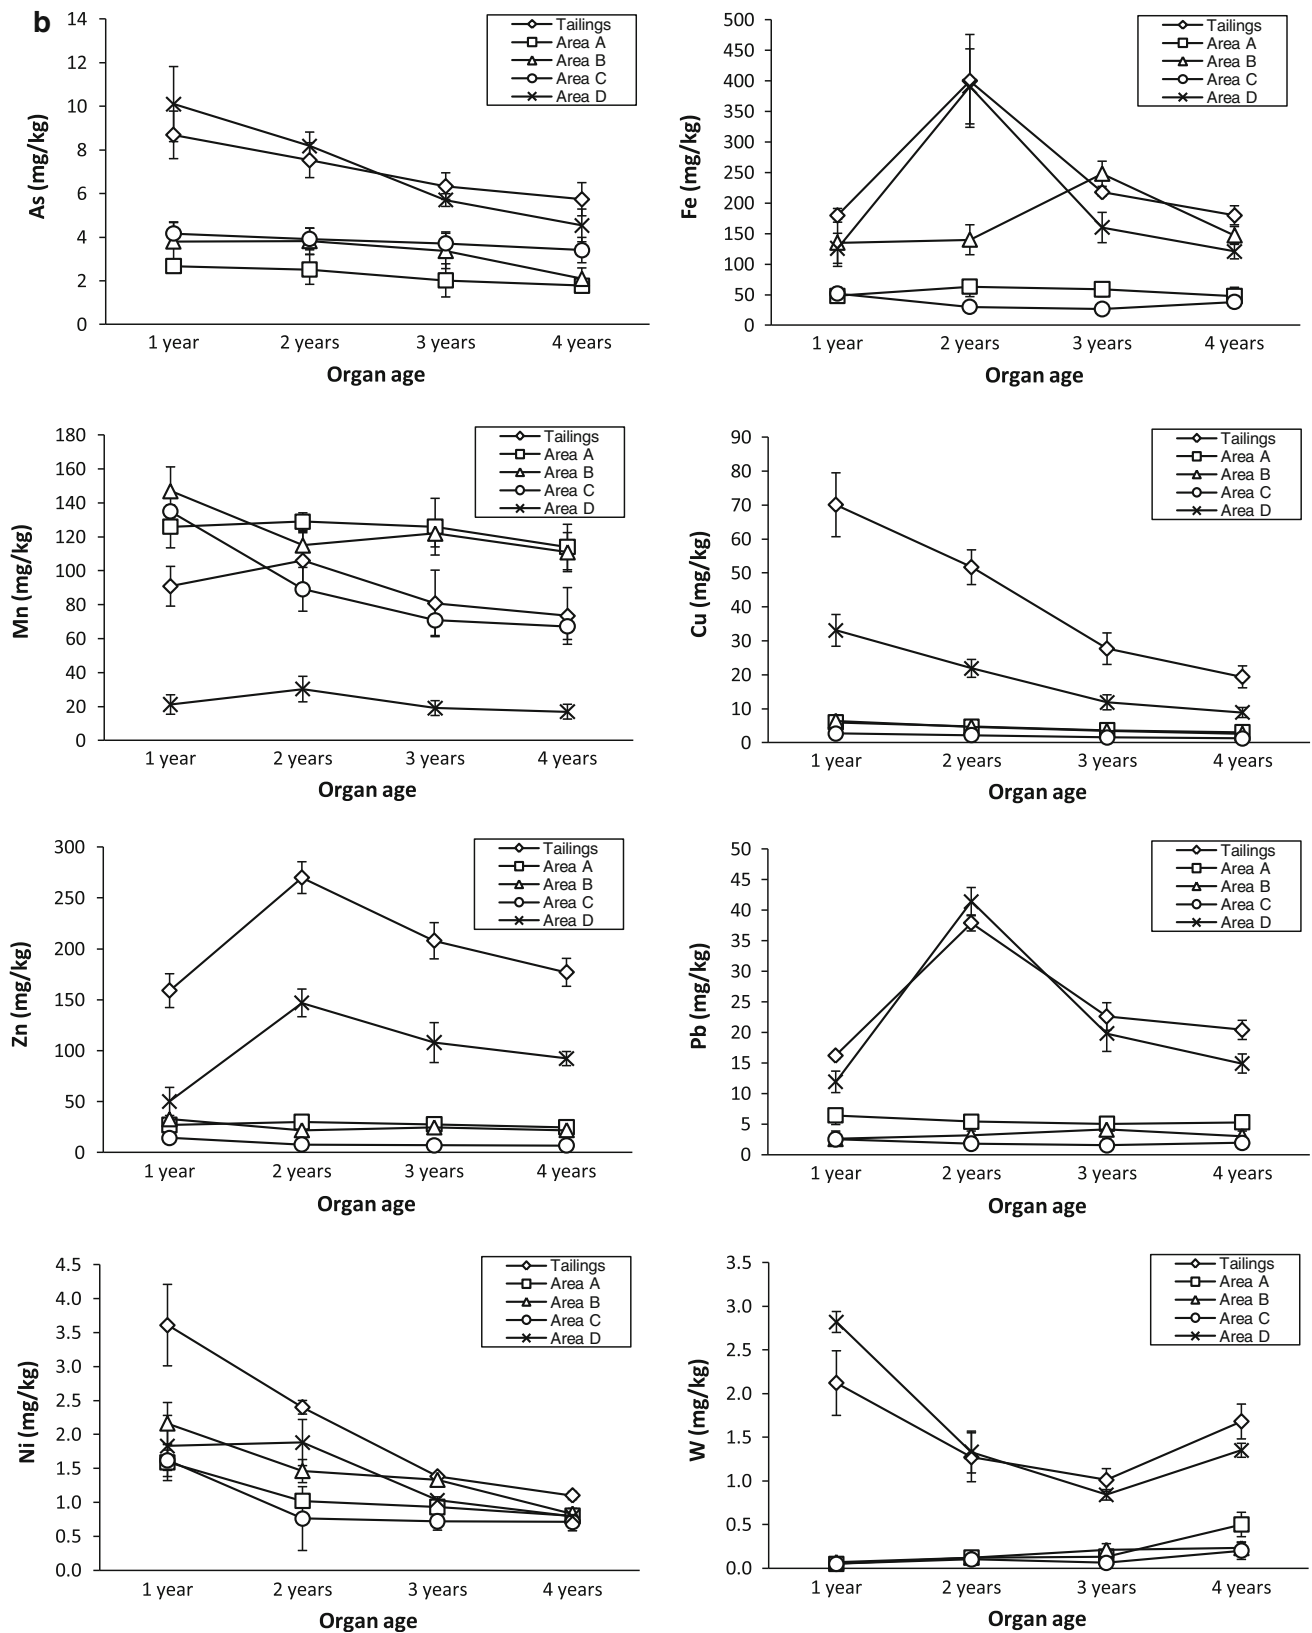 b
14
12
10
8
6
4
2
0
As (mg/kg)
1 year 2 years 3 years 4 years
Organ age
Tailings
Area A
Area B
Area C
Area D
500
450
400
350
300
250
200
150
100
50
0
Fe (mg/kg)
1 year 2 years 3 years 4 years
Organ age
Tailings
Area A
Area B
Area C
Area D
180
160
140
120
100
80
60
40
20
0
Mn (mg/kg)
1 year 2 years 3 years 4 years
Organ age
Tailings
Area A
Area B
Area C
Area D
90
80
70
60
50
40
30
20
10
0
Cu (mg/kg)
1 year 2 years 3 years 4 years
Organ age
Tailings
Area A
Area B
Area C
Area D
300
250
200
150
100
50
0
Zn (mg/kg)
1 year 2 years 3 years 4 years
Organ age
Tailings
Area A
Area B
Area C
Area D
50
45
40
35
30
25
20
15
10
5
0
Pb (mg/kg)
1 year 2 years 3 years 4 years
Organ age
Tailings
Area A
Area B
Area C
Area D
4.5
4.0
3.5
3.0
2.5
2.0
1.5
1.0
0.5
0.0
Ni (mg/kg)
1 year 2 years 3 years 4 years
Organ age
Tailings
Area A
Area B
Area C
Area D
3.5
3.0
2.5
2.0
1.5
1.0
0.5
0.0
W (mg/kg)
1 year 2 years 3 years 4 years
Organ age
Tailings
Area A
Area B
Area C
Area D